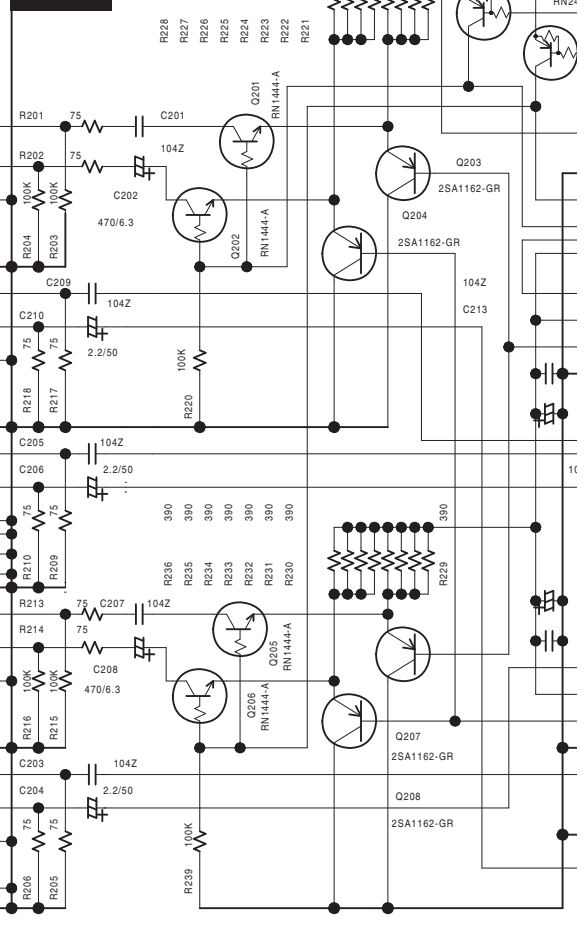 RN24
R228
R227
R226
R225
R224
R223
R222
R221
Q201
RN1444-A
R201
75
C201
104Z
R202
75
C202
470/6.3
100K
100K
R204
R203
Q202
RN1444-A
Q203
2SA1162-GR
Q204
2SA1162-GR
104Z
C213
C209
104Z
C210
2.2/50
75
75
R218
R217
100K
R220
C205
104Z
C206
2.2/50
75
75
R210
R209
390
390
390
390
390
390
390
390
R236
R235
R234
R233
R232
R231
R230
R229
10
R213
75
C207
104Z
R214
75
C208
470/6.3
100K
100K
R216
R215
Q205
RN1444-A
Q206
RN1444-A
Q207
2SA1162-GR
Q208
2SA1162-GR
C203
104Z
C204
2.2/50
75
75
R206
R205
100K
R239